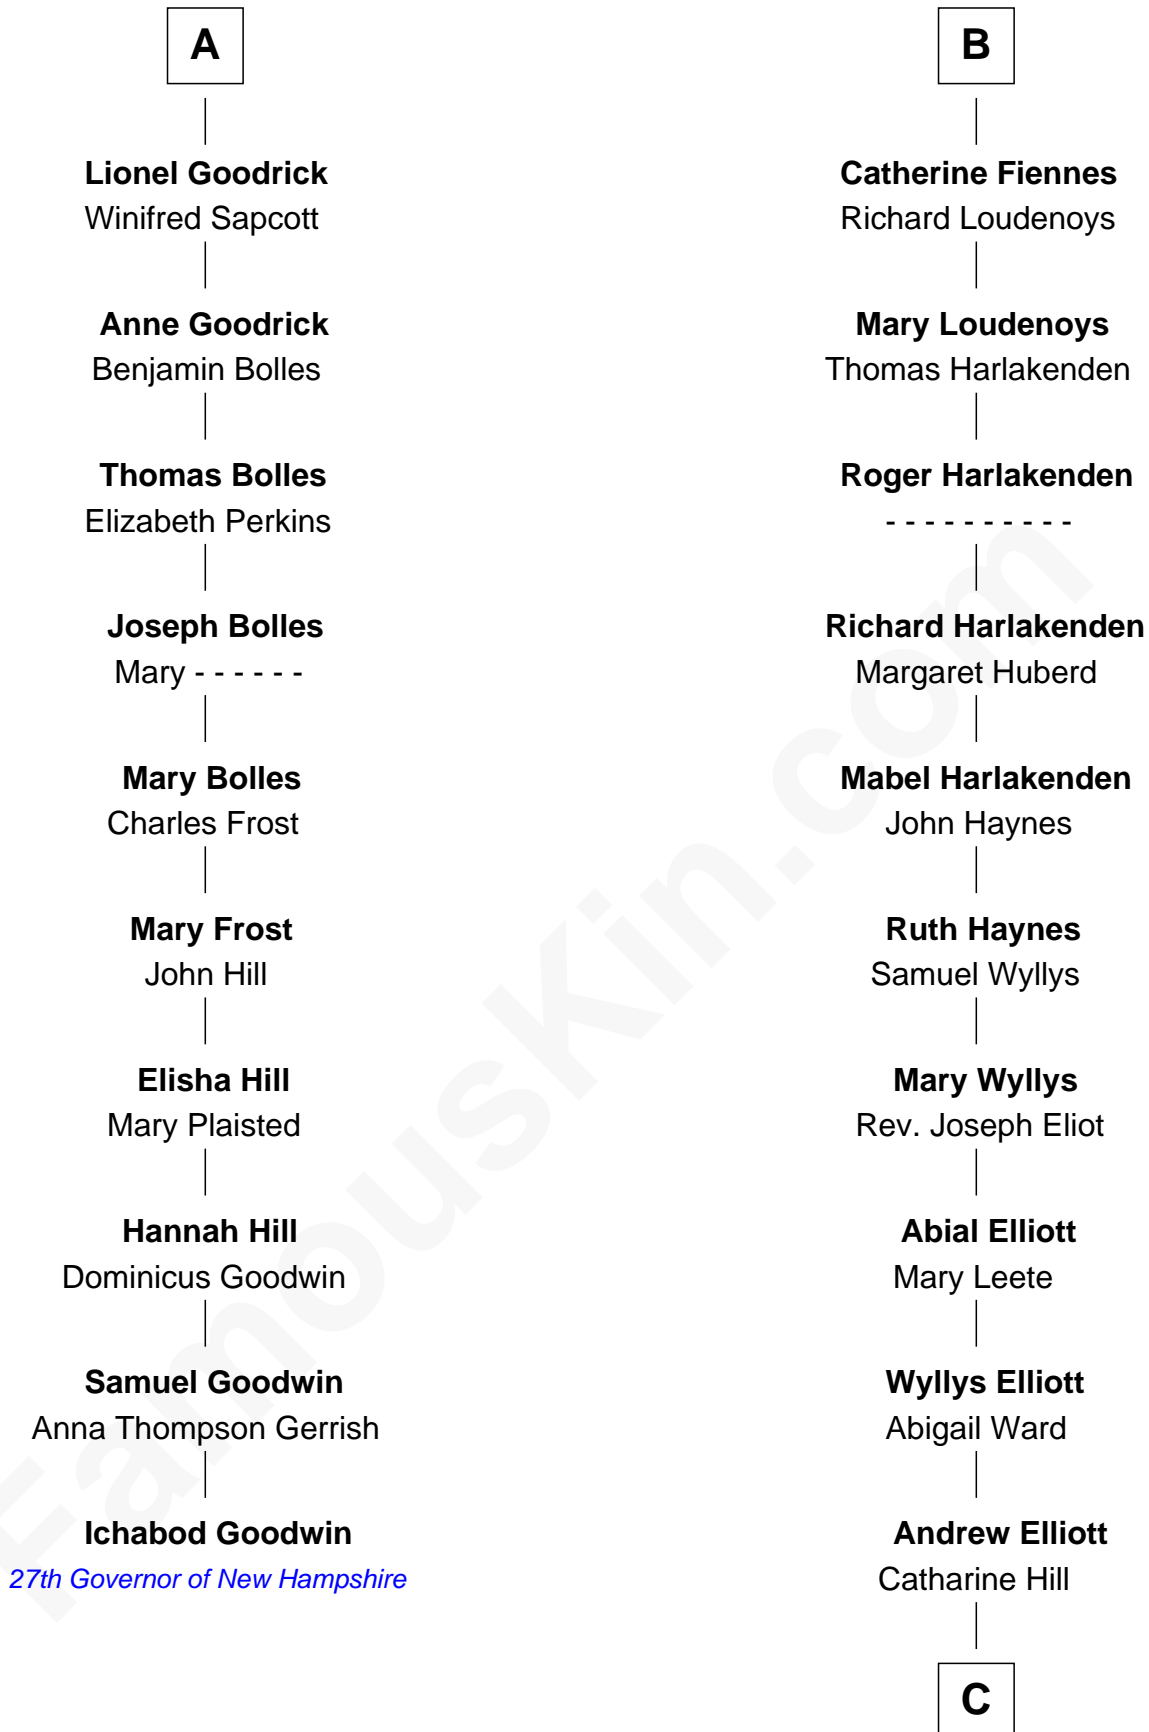 A
Lionel Goodrick
Winifred Sapcott
Anne Goodrick
Benjamin Bolles
Thomas Bolles
Elizabeth Perkins
Joseph Bolles
Mary - - - - - -
Mary Bolles
Charles Frost
Mary Frost
John Hill
Elisha Hill
Mary Plaisted
Hannah Hill
Dominicus Goodwin
Samuel Goodwin
Anna Thompson Gerrish
Ichabod Goodwin
27th Governor of New Hampshire
B
Catherine Fiennes
Richard Loudenoys
Mary Loudenoys
Thomas Harlakenden
Roger Harlakenden
- - - - - - - - - -
Richard Harlakenden
Margaret Huberd
Mabel Harlakenden
John Haynes
Ruth Haynes
Samuel Wyllys
Mary Wyllys
Rev. Joseph Eliot
Abial Elliott
Mary Leete
Wyllys Elliott
Abigail Ward
Andrew Elliott
Catharine Hill
C
FamousKin.com